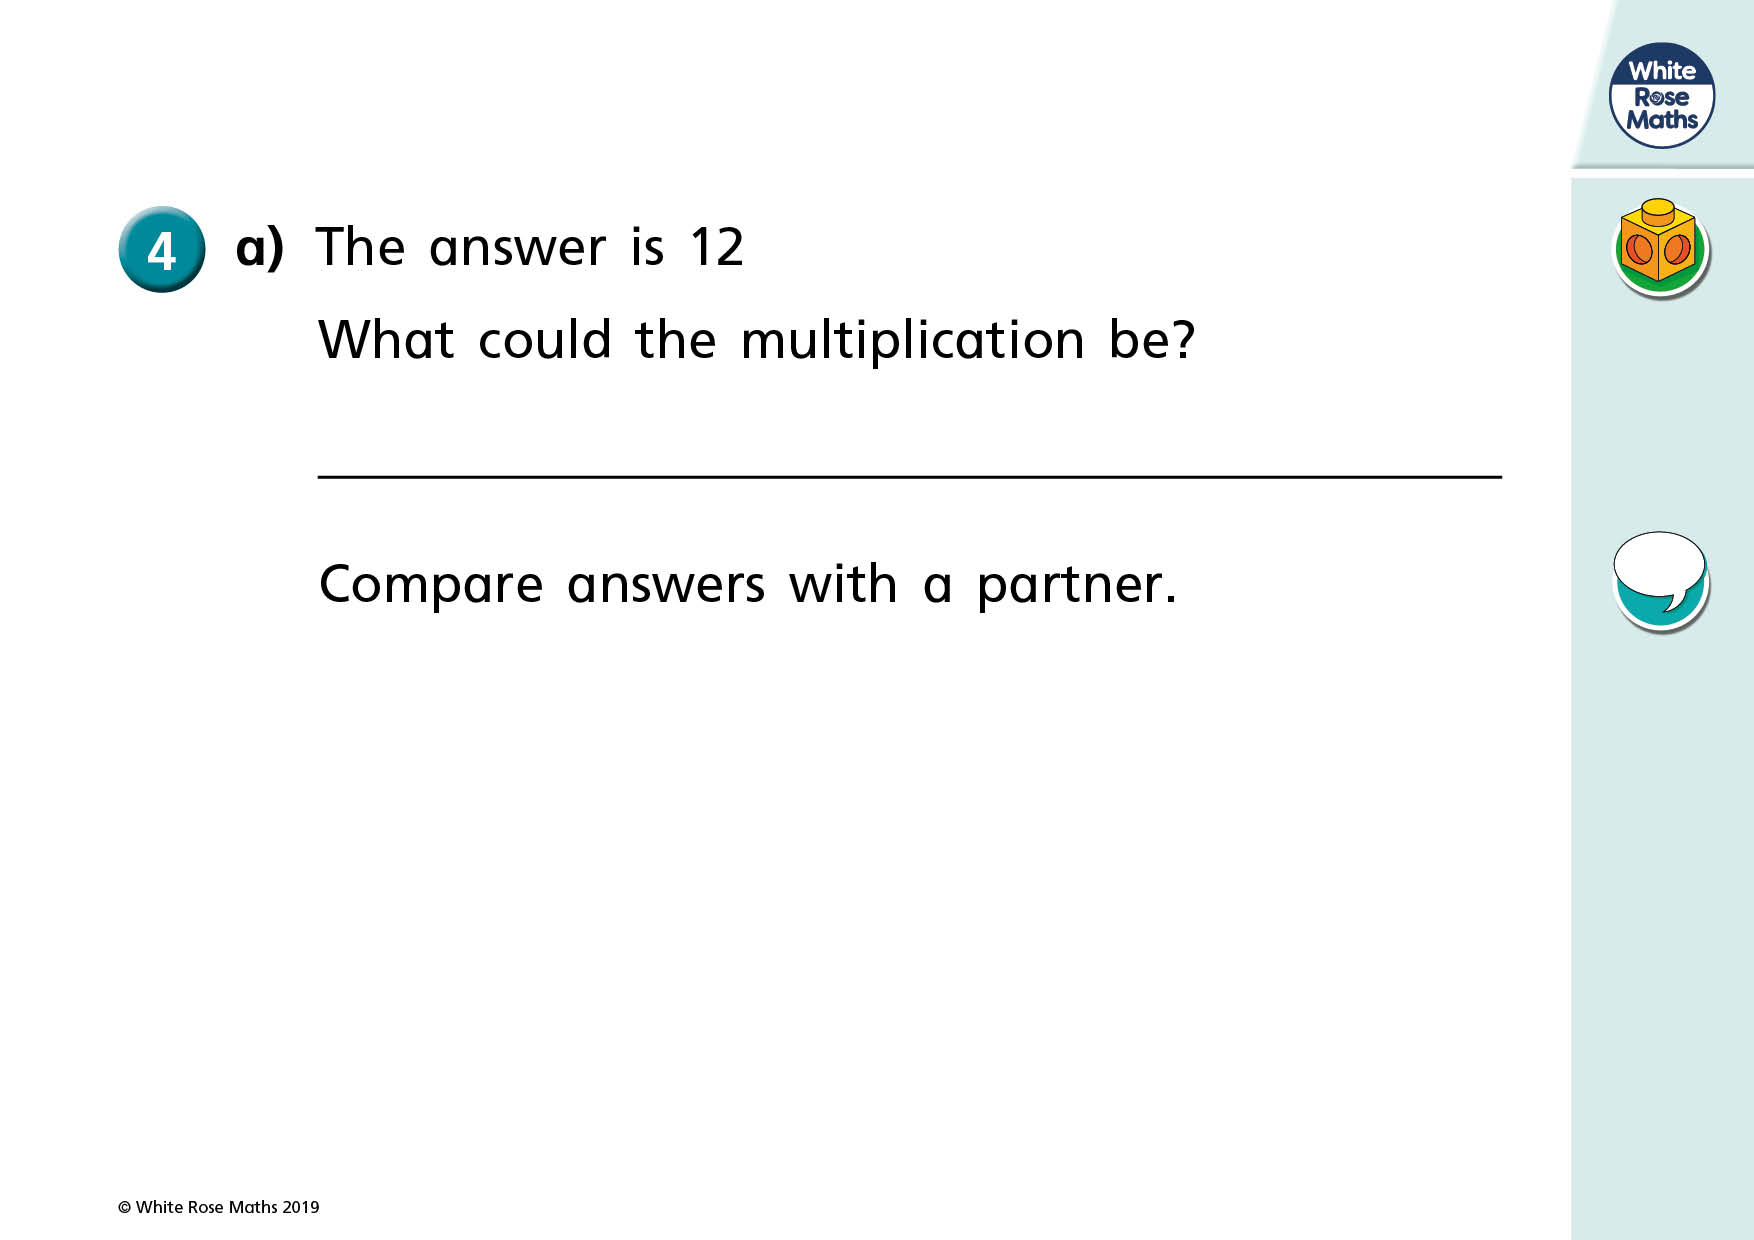 White
Rose
Maths
4 a) The answer is 12
What could the multiplication be?
Compare answers with a partner.
© White Rose Maths 2019